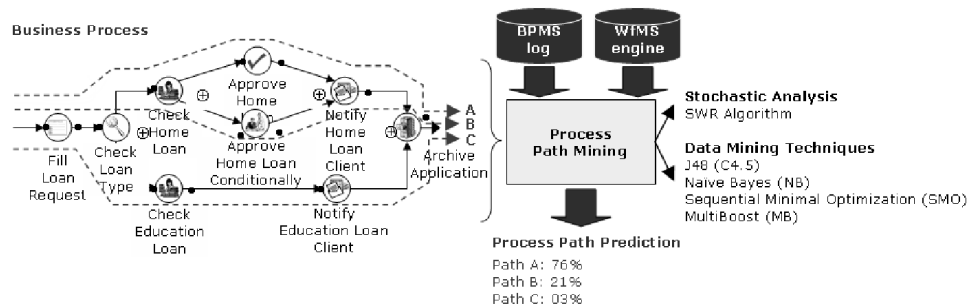 Business Process
BPMS
log
WfMS
engine
Approve
Home
Check
Home
Loan
Approve
Home Loan
Conditionally
Notify
Home
Loan
Client
Fill
Loan
Request
Check
Loan
Type
A
B
C
Archive
Application
Check
Education
Loan
Notify
Education Loan
Client
Process
Path Mining
Stochastic Analysis
SWR Algorithm
Data Mining Techniques
J48 (C4.5)
Naïve Bayes (NB)
Sequential Minimal Optimization (SMO)
MultiBoost (MB)
Process Path Prediction
Path A: 76%
Path B: 21%
Path C: 03%